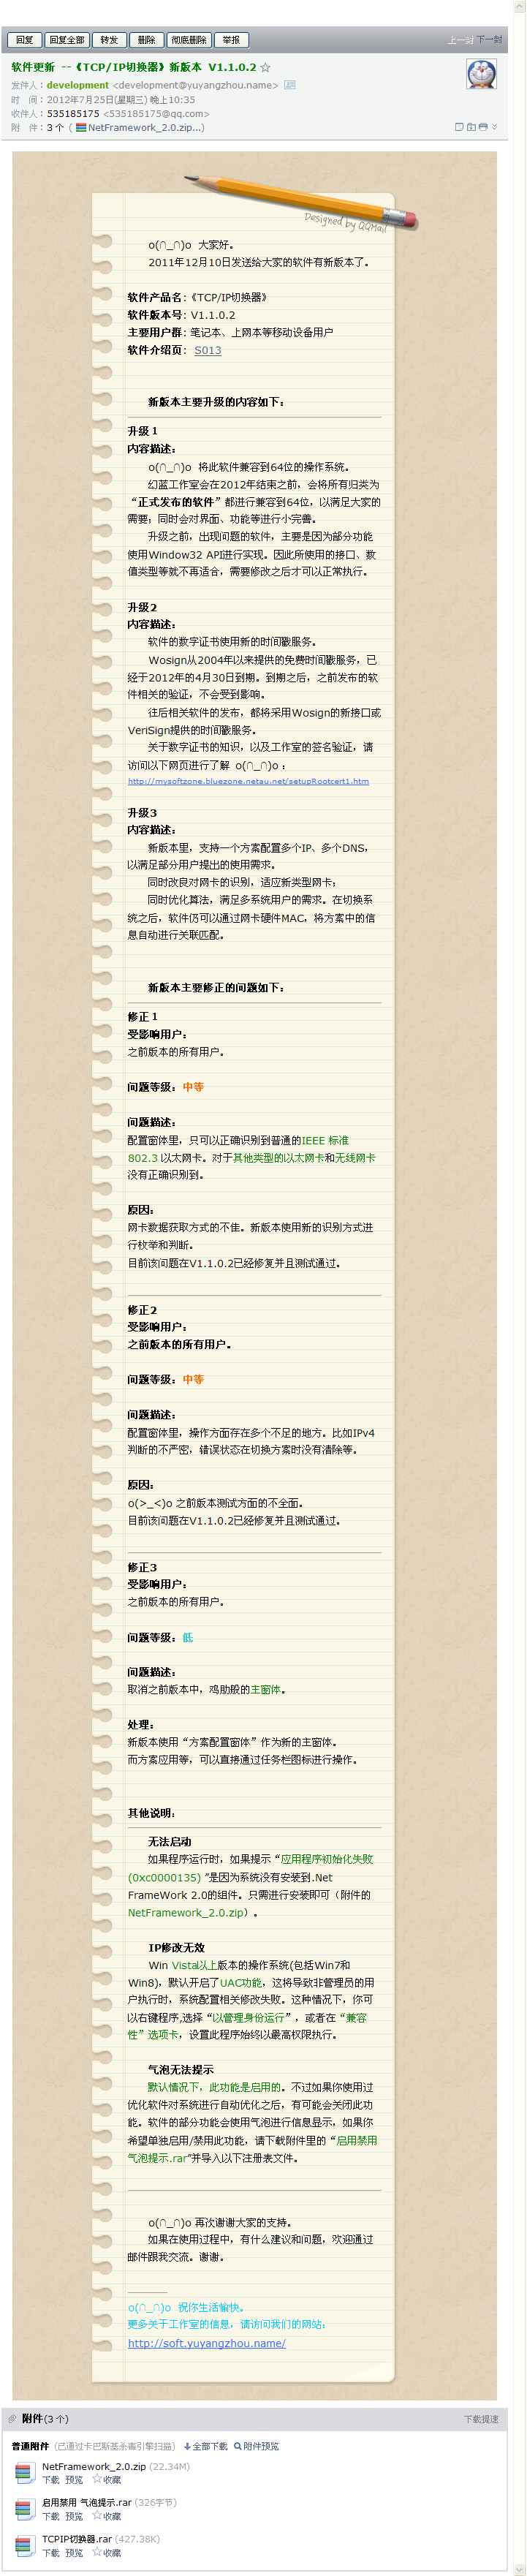 回复 回复全部 转发 删除 彻底删除 举报 上一封 下一封
软件更新 --《TCP/IP切换器》新版本 V1.1.0.2 ☆
发件人：development <development@yuyangzhou.name>
时 间：2012年7月25日(星期三) 晚上10:35
收件人：535185175 <535185175@qq.com>
附 件：3 个 ( NetFramework_2.0.zip...)
Designed by QQMail
o(∩_∩)o 大家好。
2011年12月10日发送给大家的软件有新版本了。
软件产品名：《TCP/IP切换器》
软件版本号：V1.1.0.2
主要用户群：笔记本、上网本等移动设备用户
软件介绍页： S013
新版本主要升级的内容如下：
升级１
内容描述：
o(∩_∩)o 将此软件兼容到64位的操作系统。
幻蓝工作室会在2012年结束之前，会将所有归类为
“正式发布的软件”都进行兼容到64位，以满足大家的
需要；同时会对界面、功能等进行小完善。
升级之前，出现问题的软件，主要是因为部分功能
使用Window32 API进行实现。因此所使用的接口、数
值类型等就不再适合，需要修改之后才可以正常执行。
升级2
内容描述：
软件的数字证书使用新的时间戳服务。
Wosign从2004年以来提供的免费时间戳服务，已
经于2012年的4月30日到期。到期之后，之前发布的软
件相关的验证，不会受到影响。
往后相关软件的发布，都将采用Wosign的新接口或
VeriSign提供的时间戳服务。
关于数字证书的知识，以及工作室的签名验证，请
访问以下网页进行了解 o(∩_∩)o ：
http://mysoftzone.bluezone.netau.net/setupRootcert1.htm
升级3
内容描述：
新版本里，支持一个方案配置多个IP、多个DNS，
以满足部分用户提出的使用需求。
同时改良对网卡的识别，适应新类型网卡；
同时优化算法，满足多系统用户的需求。在切换系
统之后，软件仍可以通过网卡硬件MAC，将方案中的信
息自动进行关联匹配。
新版本主要修正的问题如下：
修正１
受影响用户：
之前版本的所有用户。
问题等级：中等
问题描述：
配置窗体里，只可以正确识别到普通的IEEE 标准
802.3 以太网卡。对于其他类型的以太网卡和无线网卡
没有正确识别到。
原因：
网卡数据获取方式的不佳。新版本使用新的识别方式进
行枚举和判断。
目前该问题在V1.1.0.2已经修复并且测试通过。
修正2
受影响用户：
之前版本的所有用户。
问题等级：中等
问题描述：
配置窗体里，操作方面存在多个不足的地方。比如IPv4
判断的不严密，错误状态在切换方案时没有清除等。
原因：
o(>_<)o 之前版本测试方面的不全面。
目前该问题在V1.1.0.2已经修复并且测试通过。
修正3
受影响用户：
之前版本的所有用户。
问题等级：低
问题描述：
取消之前版本中，鸡肋般的主窗体。
处理：
新版本使用“方案配置窗体”作为新的主窗体。
而方案应用等，可以直接通过任务栏图标进行操作。
其他说明：
无法启动
如果程序运行时，如果提示“应用程序初始化失败
(0xc0000135) ”是因为系统没有安装到.Net
FrameWork 2.0的组件。只需进行安装即可（附件的
NetFramework_2.0.zip）。
IP修改无效
Win Vista以上版本的操作系统(包括Win7和
Win8)，默认开启了UAC功能，这将导致非管理员的用
户执行时，系统配置相关修改失败。这种情况下，你可
以右键程序,选择“以管理身份运行”，或者在“兼容
性”选项卡，设置此程序始终以最高权限执行。
气泡无法提示
默认情况下，此功能是启用的。不过如果你使用过
优化软件对系统进行自动优化之后，有可能会关闭此功
能。软件的部分功能会使用气泡进行信息显示，如果你
希望单独启用/禁用此功能，请下载附件里的“启用禁用
气泡提示.rar”并导入以下注册表文件。
o(∩_∩)o 再次谢谢大家的支持。
如果在使用过程中，有什么建议和问题，欢迎通过
邮件跟我交流。谢谢。
o(∩_∩)o 祝你生活愉快。
更多关于工作室的信息，请访问我们的网站：
http://soft.yuyangzhou.name/
附件(3 个) 下载提速
普通附件 (已通过卡巴斯基杀毒引擎扫描) 全部下载 附件预览
NetFramework_2.0.zip (22.34M)
下载 预览 ☆收藏
启用禁用 气泡提示.rar (326字节)
下载 预览 ☆收藏
TCPIP切换器.rar (427.38K)
下载 预览 ☆收藏